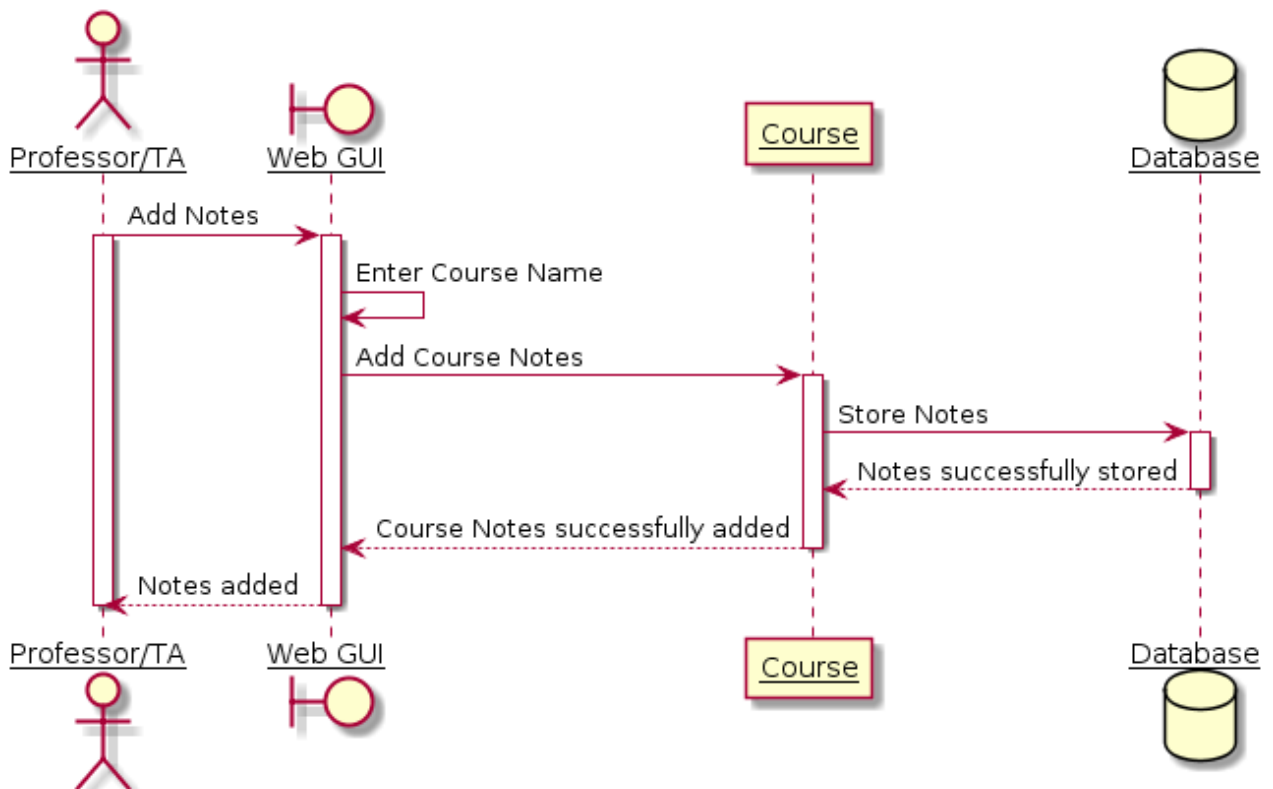 Professor/TA
Web GUI
Course
Database
Add Notes
Enter Course Name
Add Course Notes
Store Notes
Notes successfully stored
Course Notes successfully added
Notes added
Professor/TA
Web GUI
Course
Database